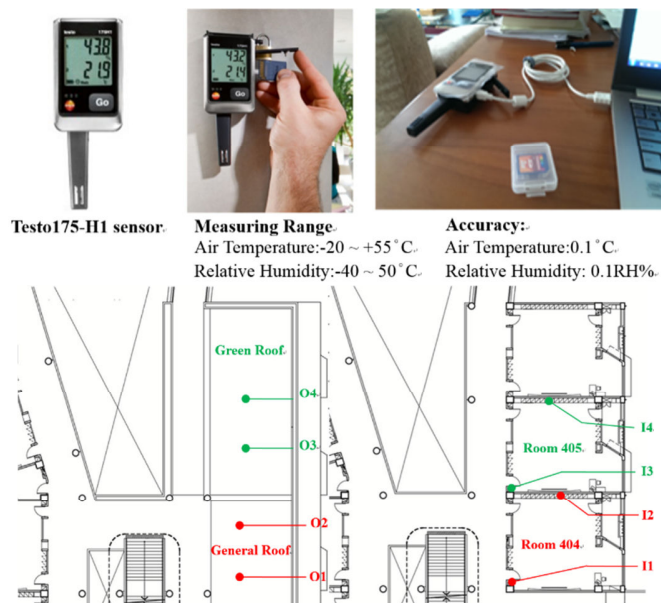 testo 175H1
43.8
21.9
Go
43.2
21.4
Go
Testo175-H1 sensor
Measuring Range
Air Temperature:-20 ~ +55°C
Relative Humidity:-40 ~ 50°C
Accuracy:
Air Temperature:0.1°C
Relative Humidity: 0.1RH%
Green Roof
O4
O3
O2
General Roof
O1
I4
Room 405
I3
I2
Room 404
I1